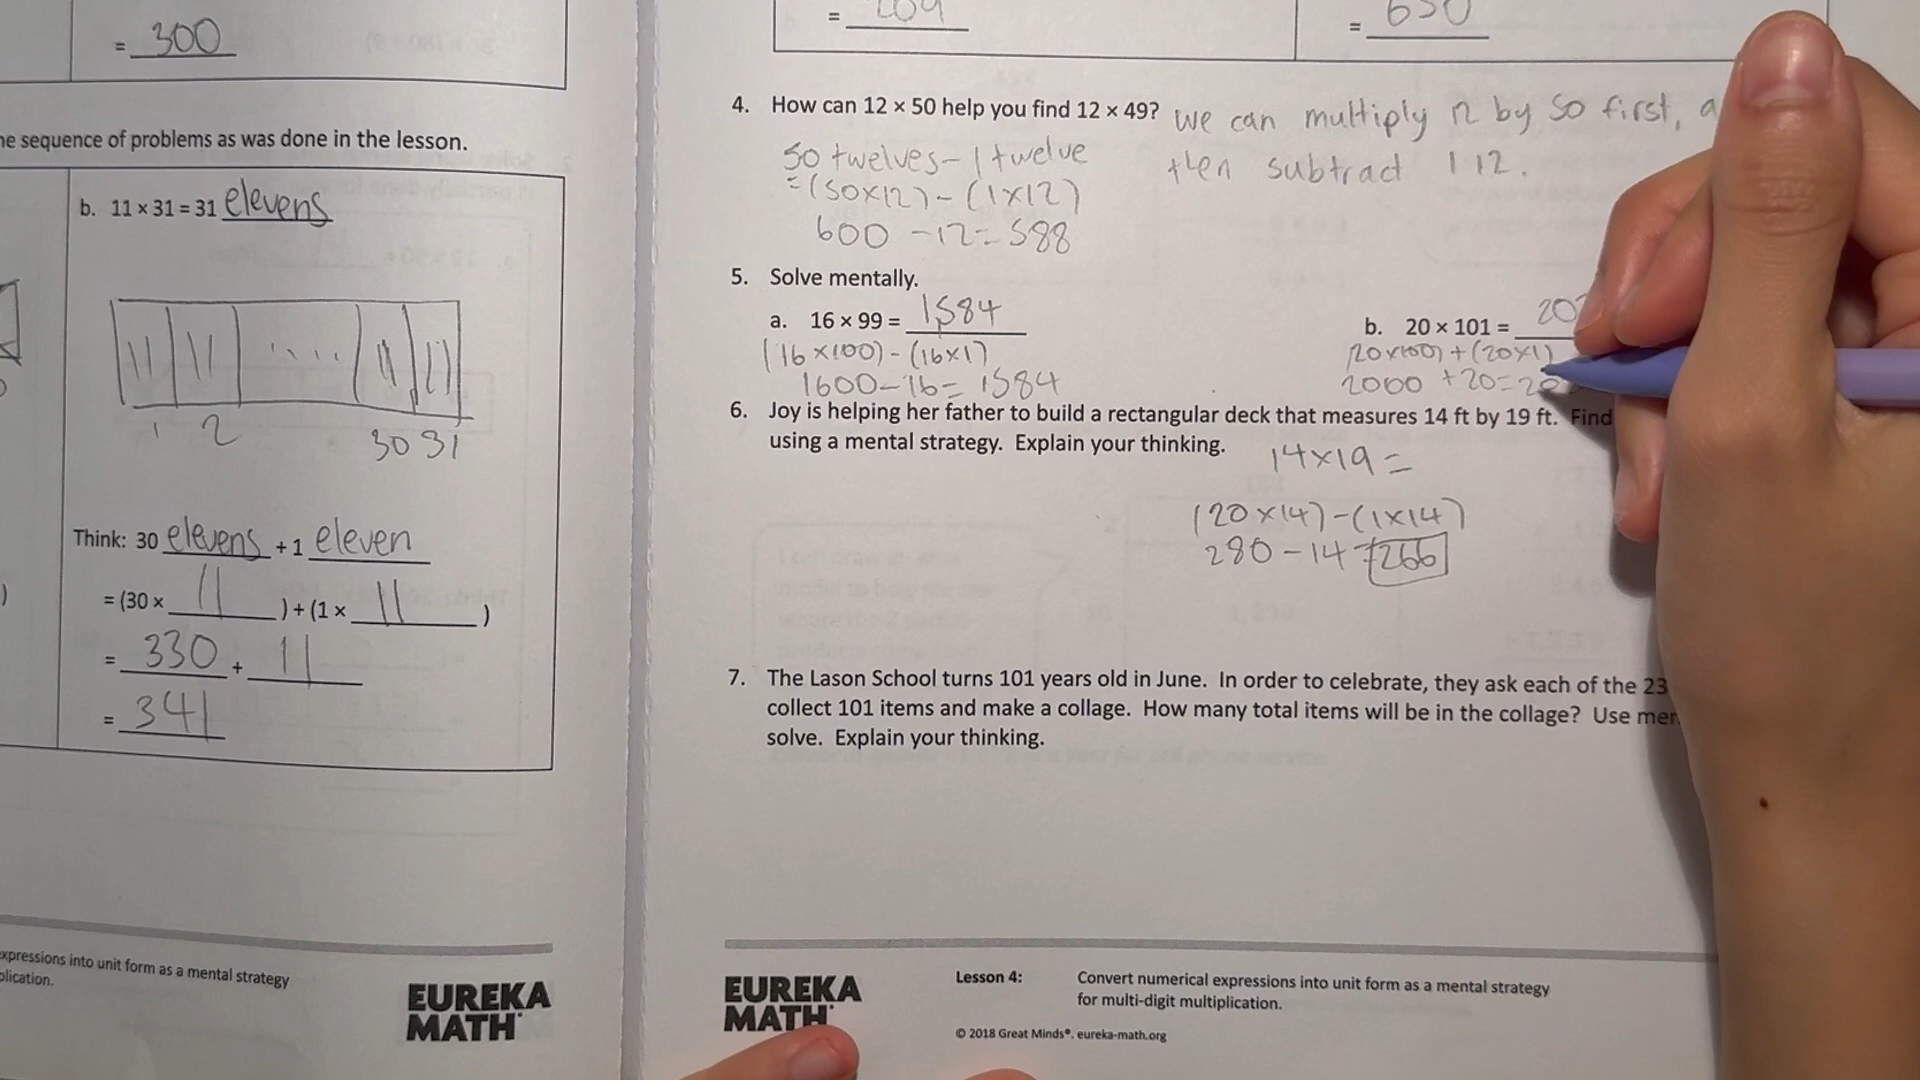 = 300
he sequence of problems as was done in the lesson.
b. 11 × 31 = 31 elevens
1 2 30 31
Think: 30 elevens + 1 eleven
= (30 × 11 ) + (1 × 11 )
= 330 + 11
= 341
expressions into unit form as a mental strategy
plication.
EUREKA
MATH
= 209
= 630
4. How can 12 × 50 help you find 12 × 49? We can multiply 12 by 50 first, a
then subtract 1 12.
50 twelves - 1 twelve
= (50×12) - (1×12)
600 - 12 = 588
5. Solve mentally.
a. 16 × 99 = 1,584
(16×100) - (16×1)
1600 - 16 = 1584
b. 20 × 101 = 202
(20×100) + (20×1)
2000 + 20 = 20
6. Joy is helping her father to build a rectangular deck that measures 14 ft by 19 ft. Find
using a mental strategy. Explain your thinking.
14×19 =
(20×14) - (1×14)
280 - 14 = 266
7. The Lason School turns 101 years old in June. In order to celebrate, they ask each of the 23
collect 101 items and make a collage. How many total items will be in the collage? Use men
solve. Explain your thinking.
EUREKA
MATH
Lesson 4: Convert numerical expressions into unit form as a mental strategy
for multi-digit multiplication.
© 2018 Great Minds®. eureka-math.org